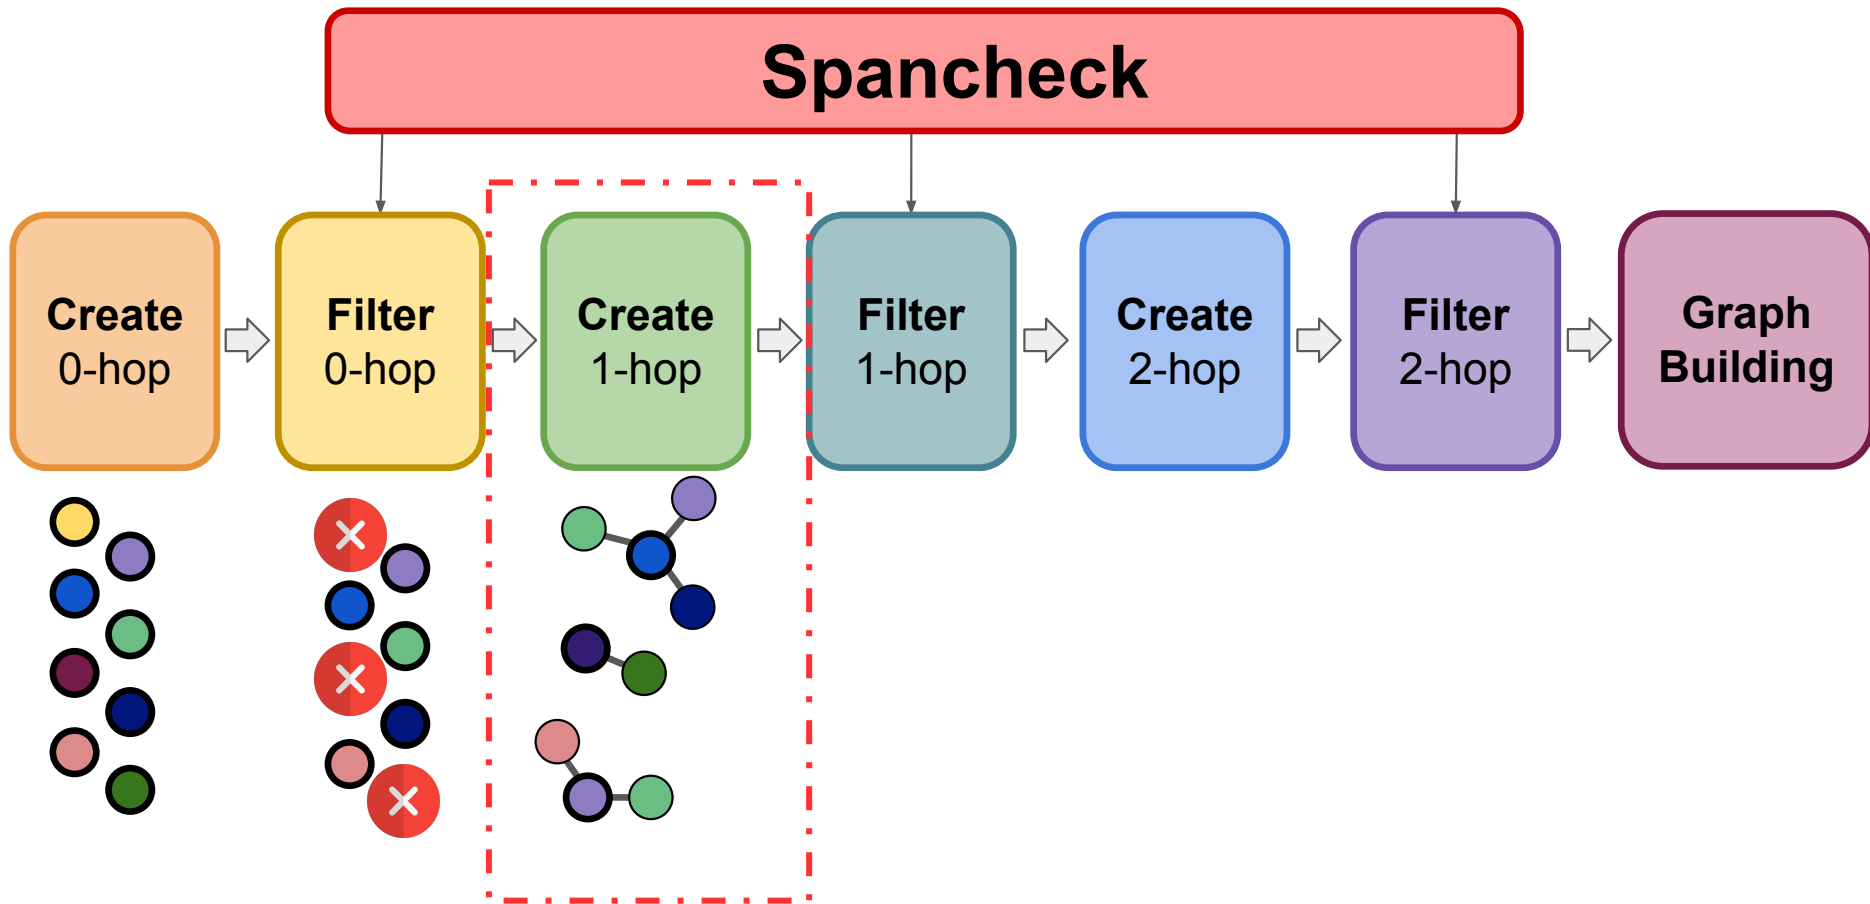 Spancheck
Create
0-hop
Filter
0-hop
Create
1-hop
Filter
1-hop
Create
2-hop
Filter
2-hop
Graph
Building